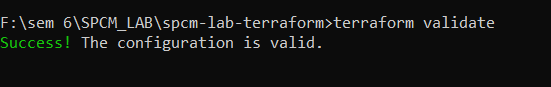 F:\sem 6\SPCM_LAB\spcm-lab-terraform>terraform validate
Success! The configuration is valid.